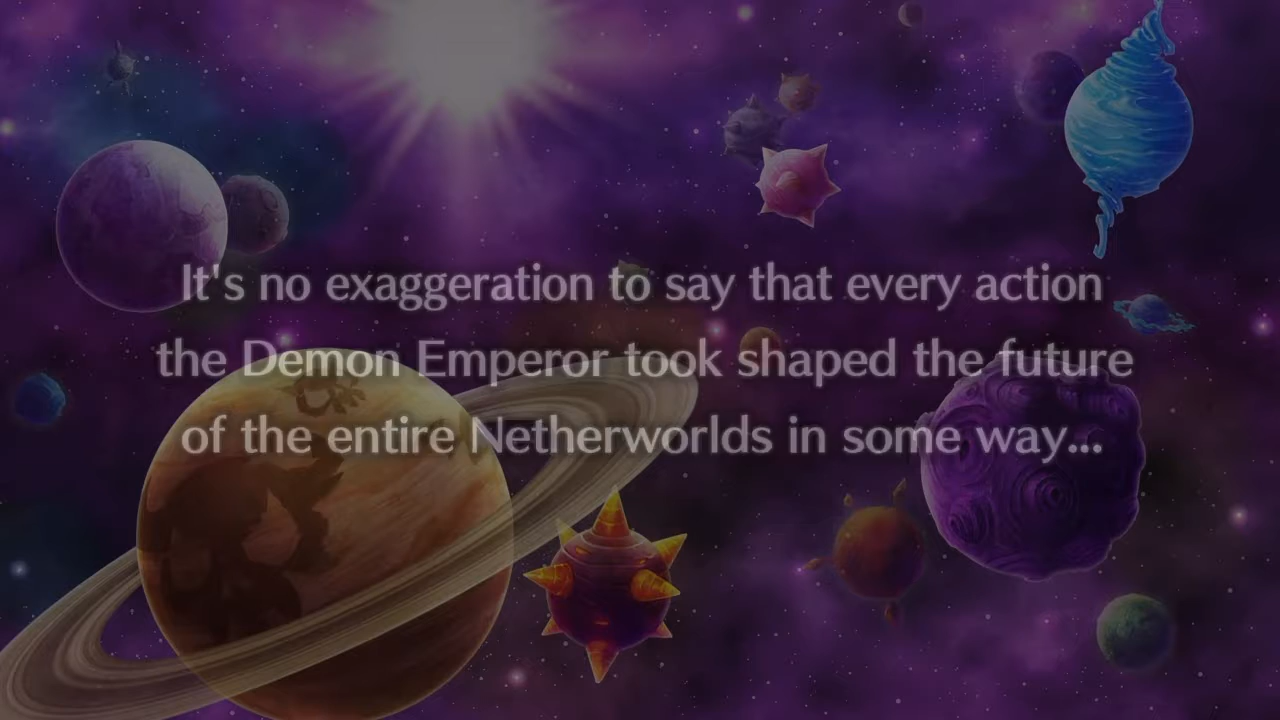 It's no exaggeration to say that every action
the Demon Emperor took shaped the future
of the entire Netherworlds in some way...